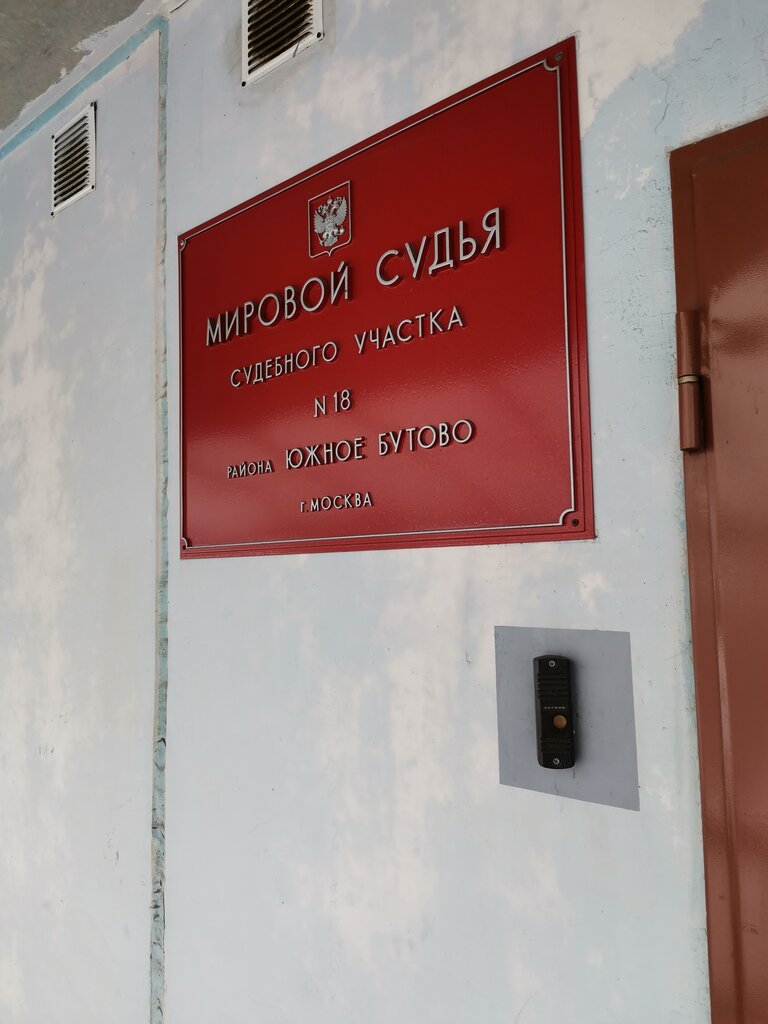 МИРОВОЙ СУДЬЯ
СУДЕБНОГО УЧАСТКА
N 18
РАЙОНА ЮЖНОЕ БУТОВО
Г.МОСКВА